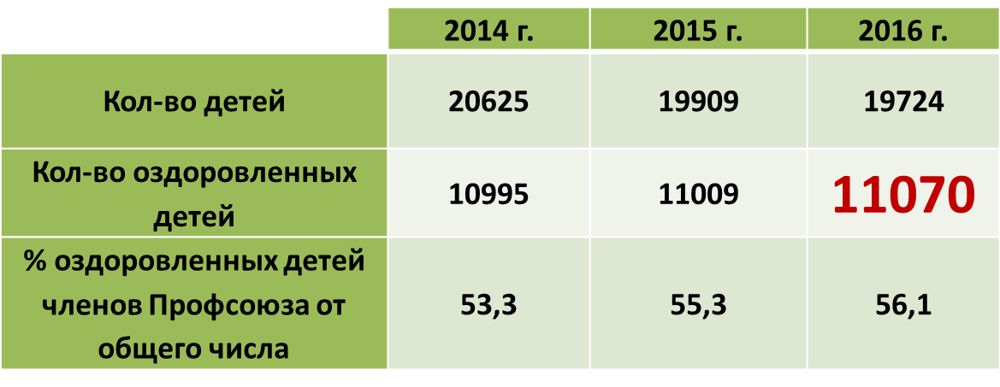 2014 г. 2015 г. 2016 г.
Кол-во детей 20625 19909 19724
Кол-во оздоровленных
детей 10995 11009 11070
% оздоровленных детей
членов Профсоюза от
общего числа 53,3 55,3 56,1